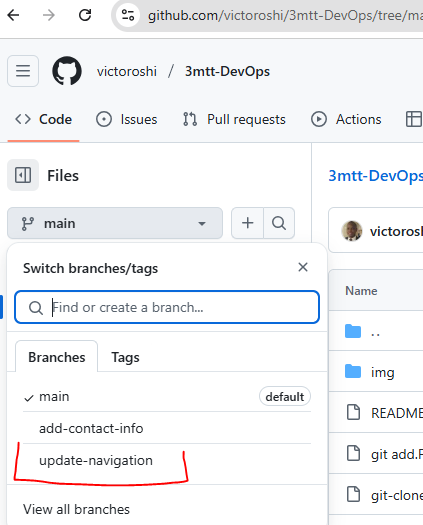 github.com/victoroshi/3mtt-DevOps/tree/ma
victoroshi / 3mtt-DevOps
Code Issues Pull requests Actions
Files
3mtt-DevOps
main
victorosh
Switch branches/tags
Find or create a branch...
Name
Branches Tags
. .
main default
img
add-contact-info
README
update-navigation
git add.F
git-clone
View all branches